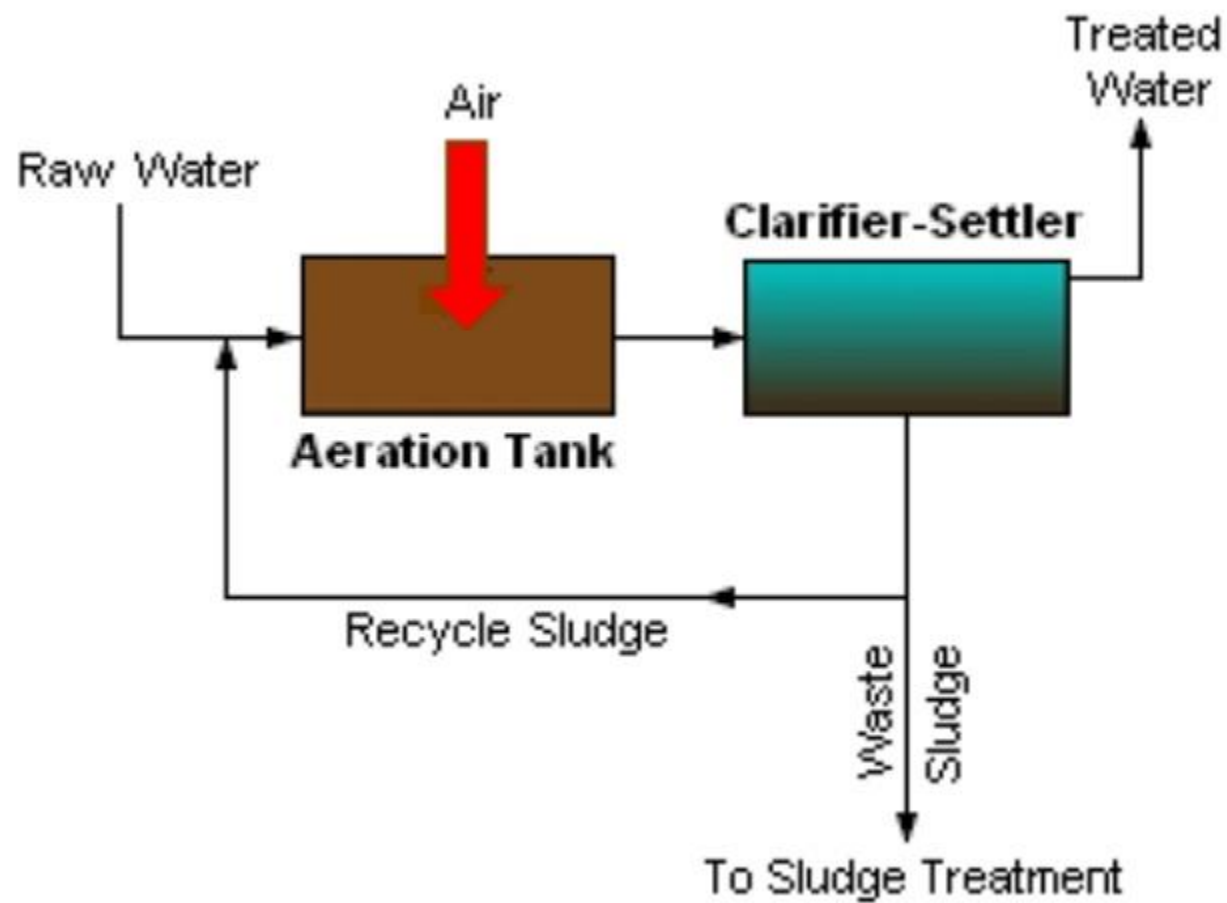 Treated
Water
Air
Raw Water
Clarifier-Settler
Aeration Tank
Recycle Sludge
Waste
Sludge
To Sludge Treatment